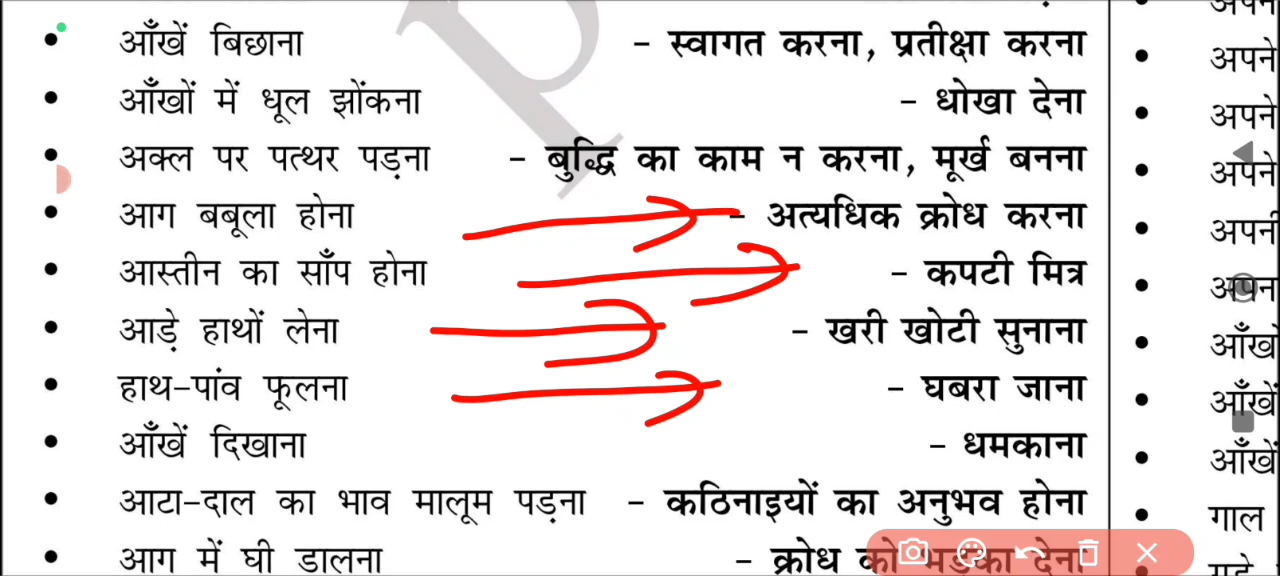 • आँखें बिछाना – स्वागत करना, प्रतीक्षा करना
• आँखों में धूल झोंकना – धोखा देना
• अक्ल पर पत्थर पड़ना – बुद्धि का काम न करना, मूर्ख बनना
• आग बबूला होना – अत्यधिक क्रोध करना
• आस्तीन का साँप होना – कपटी मित्र
• आड़े हाथों लेना – खरी खोटी सुनाना
• हाथ-पांव फूलना – घबरा जाना
• आँखें दिखाना – धमकाना
• आटा-दाल का भाव मालूम पड़ना – कठिनाइयों का अनुभव होना
• आग में घी डालना – क्रोध को भड़का देना
• अपने
• अपने
• अपने
• अपनी
• आँखों
• आँखें
• आँखें
• गाल